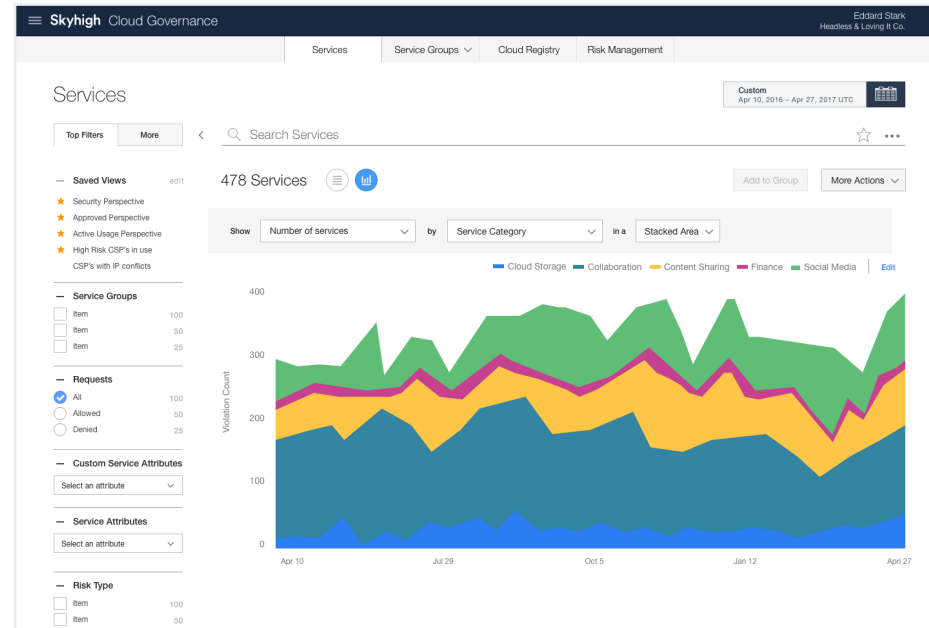 Skyhigh Cloud Governance
Eddard Stark
Headless & Loving It Co.
Services
Service Groups
Cloud Registry
Risk Management
Services
Custom
Apr 10, 2016 – Apr 27, 2017 UTC
Top Filters
More
Search Services
Saved Views
edit
Security Perspective
Approved Perspective
Active Usage Perspective
High Risk CSP's in use
CSP's with IP conflicts
Service Groups
Item 100
Item 50
Item 25
Requests
All 100
Allowed 50
Denied 25
Custom Service Attributes
Select an attribute
Service Attributes
Select an attribute
Risk Type
Item 100
Item 50
478 Services
Add to Group
More Actions
Show Number of services by Service Category in a Stacked Area
Cloud Storage Collaboration Content Sharing Finance Social Media Edit
Violation Count
400
300
200
100
0
Apr 10 Jul 29 Oct 5 Jan 12 Apri 27